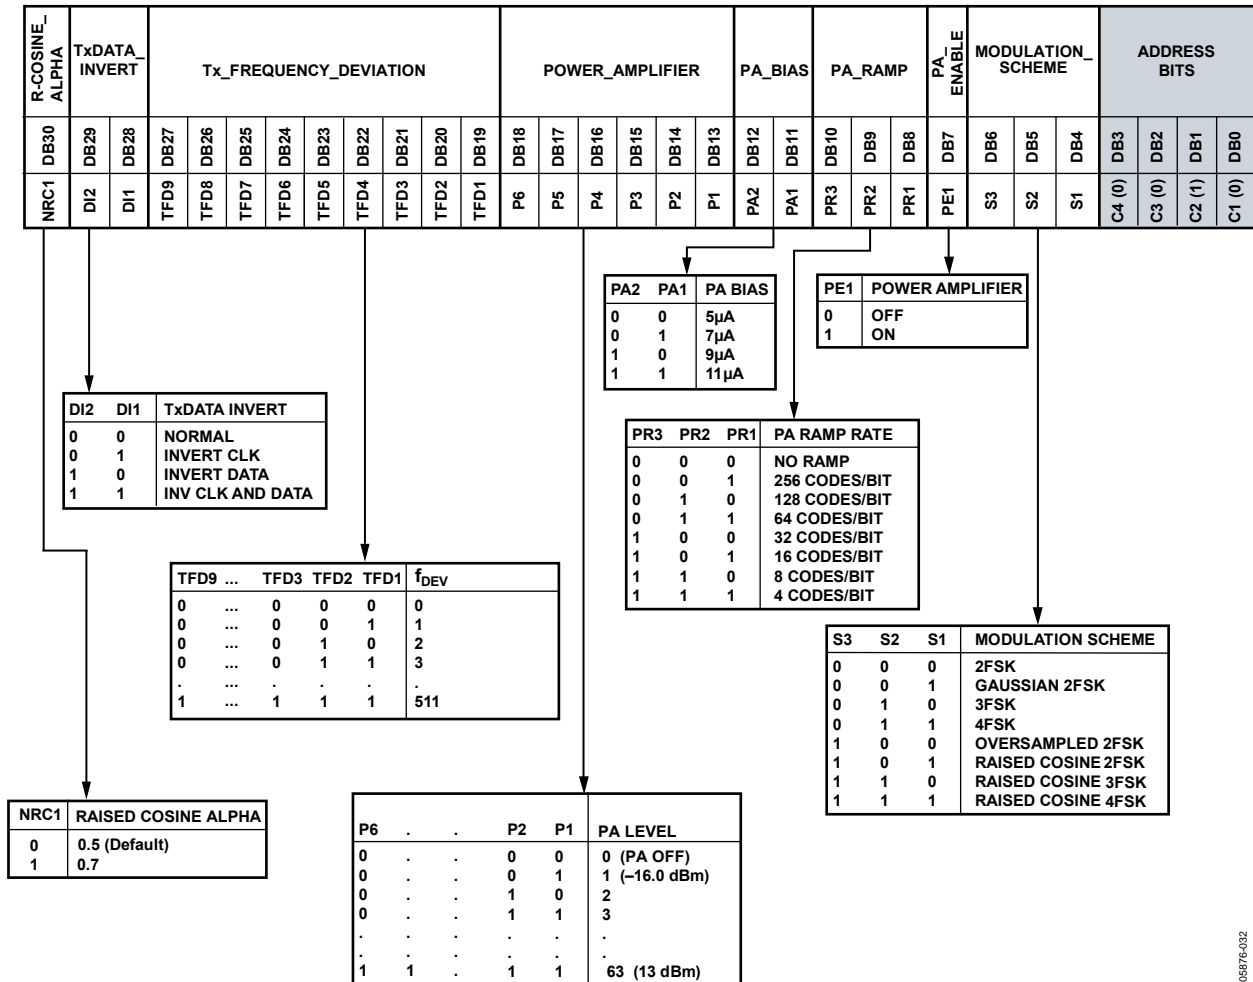 R-COSINE_ALPHA
TxDATA_INVERT
Tx_FREQUENCY_DEVIATION
POWER_AMPLIFIER
PA_BIAS
PA_RAMP
PA_ENABLE
MODULATION_SCHEME
ADDRESS BITS
DB30 DB29 DB28 DB27 DB26 DB25 DB24 DB23 DB22 DB21 DB20 DB19 DB18 DB17 DB16 DB15 DB14 DB13 DB12 DB11 DB10 DB9 DB8 DB7 DB6 DB5 DB4 DB3 DB2 DB1 DB0
NRC1 DI2 DI1 TFD9 TFD8 TFD7 TFD6 TFD5 TFD4 TFD3 TFD2 TFD1 P6 P5 P4 P3 P2 P1 PA2 PA1 PR3 PR2 PR1 PE1 S3 S2 S1 C4 (0) C3 (0) C2 (1) C1 (0)
PA2 PA1 PA BIAS
0 0 5µA
0 1 7µA
1 0 9µA
1 1 11µA
PE1 POWER AMPLIFIER
0 OFF
1 ON
DI2 DI1 TxDATA INVERT
0 0 NORMAL
0 1 INVERT CLK
1 0 INVERT DATA
1 1 INV CLK AND DATA
PR3 PR2 PR1 PA RAMP RATE
0 0 0 NO RAMP
0 0 1 256 CODES/BIT
0 1 0 128 CODES/BIT
0 1 1 64 CODES/BIT
1 0 0 32 CODES/BIT
1 0 1 16 CODES/BIT
1 1 0 8 CODES/BIT
1 1 1 4 CODES/BIT
TFD9 ... TFD3 TFD2 TFD1 fDEV
0 ... 0 0 0 0
0 ... 0 0 1 1
0 ... 0 1 0 2
0 ... 0 1 1 3
. ... . . . .
1 ... 1 1 1 511
S3 S2 S1 MODULATION SCHEME
0 0 0 2FSK
0 0 1 GAUSSIAN 2FSK
0 1 0 3FSK
0 1 1 4FSK
1 0 0 OVERSAMPLED 2FSK
1 0 1 RAISED COSINE 2FSK
1 1 0 RAISED COSINE 3FSK
1 1 1 RAISED COSINE 4FSK
NRC1 RAISED COSINE ALPHA
0 0.5 (Default)
1 0.7
P6 . . P2 P1 PA LEVEL
0 . . 0 0 0 (PA OFF)
0 . . 0 1 1 (–16.0 dBm)
0 . . 1 0 2
0 . . 1 1 3
. . . . . .
. . . . . .
1 1 . 1 1 63 (13 dBm)
05876-032